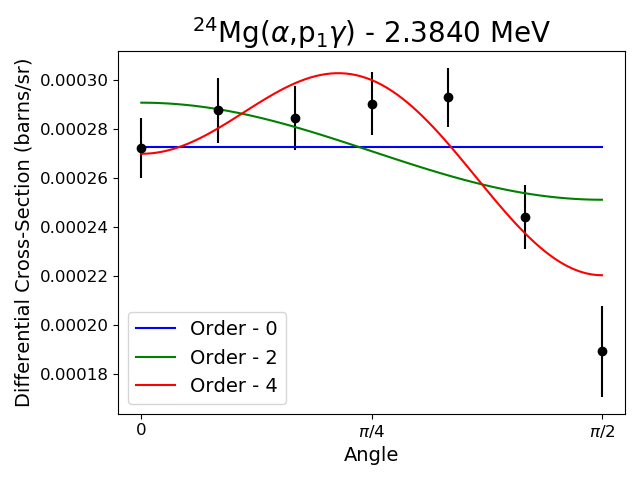 ²⁴Mg(α,p₁γ) - 2.3840 MeV
Differential Cross-Section (barns/sr)
0.00030
0.00028
0.00026
0.00024
0.00022
0.00020
0.00018
Order - 0
Order - 2
Order - 4
0
π/4
π/2
Angle